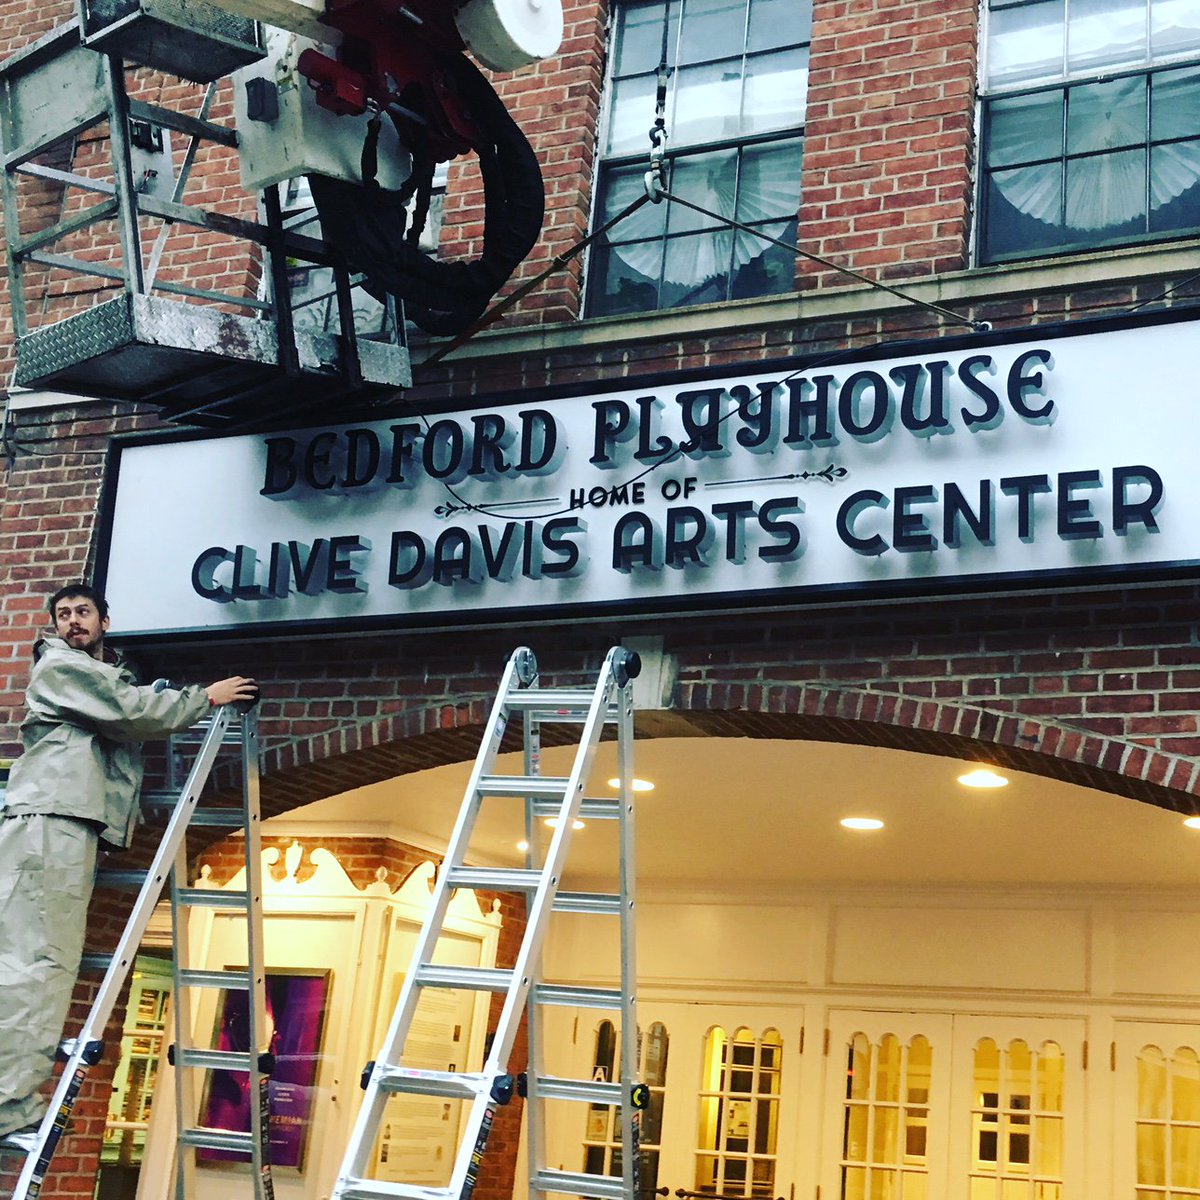 BEDFORD PLAYHOUSE
HOME OF
CLIVE DAVIS ARTS CENTER